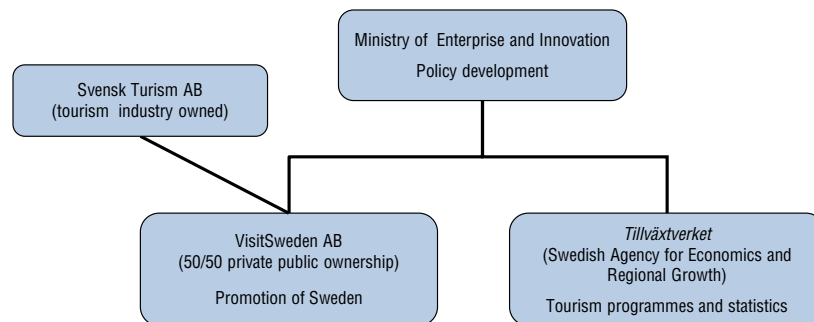 Ministry of Enterprise and Innovation
Policy development
Svensk Turism AB
(tourism industry owned)
VisitSweden AB
(50/50 private public ownership)
Promotion of Sweden
Tillväxtverket
(Swedish Agency for Economics and
Regional Growth)
Tourism programmes and statistics